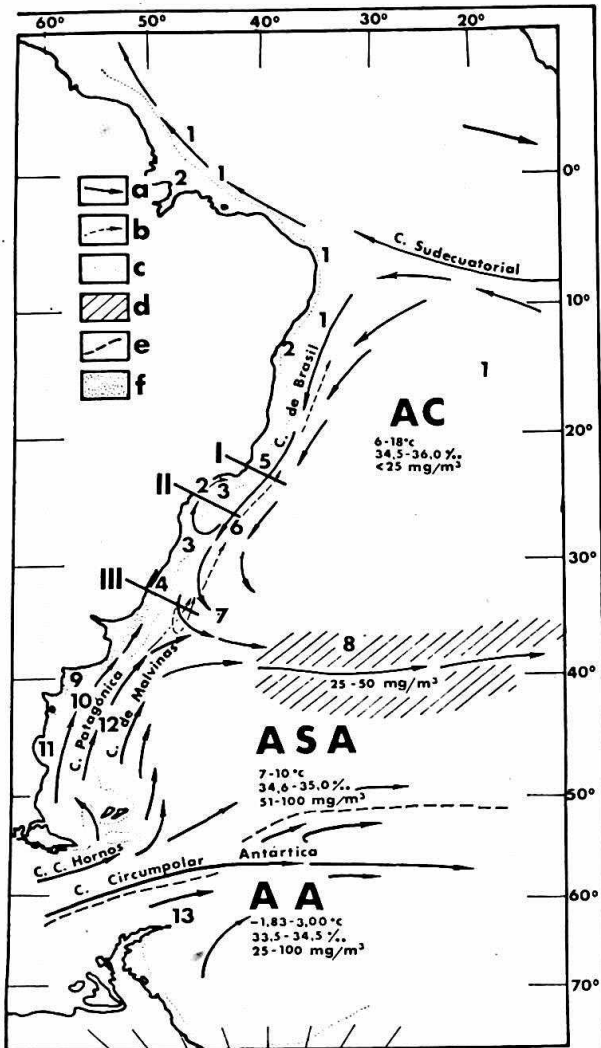 60° 50° 40° 30° 20°
1
1
2
0°
a
b
c
d
e
f
C. Sudecuatorial
1
10°
1
2
C. de Brasil
1
AC
6-18°c
34,5-36,0‰
<25 mg/m³
20°
I
5
II
2
3
6
3
30°
III
4
7
8
25-50 mg/m³
40°
9
10
C. Patagónica
12
C. de Malvinas
11
ASA
7-10°c
34,6-35,0‰
51-100 mg/m³
50°
C. C. Hornos
C. Circumpolar Antártica
AA
-1,83-3,00°c
33,5-34,5‰
25-100 mg/m³
60°
13
70°